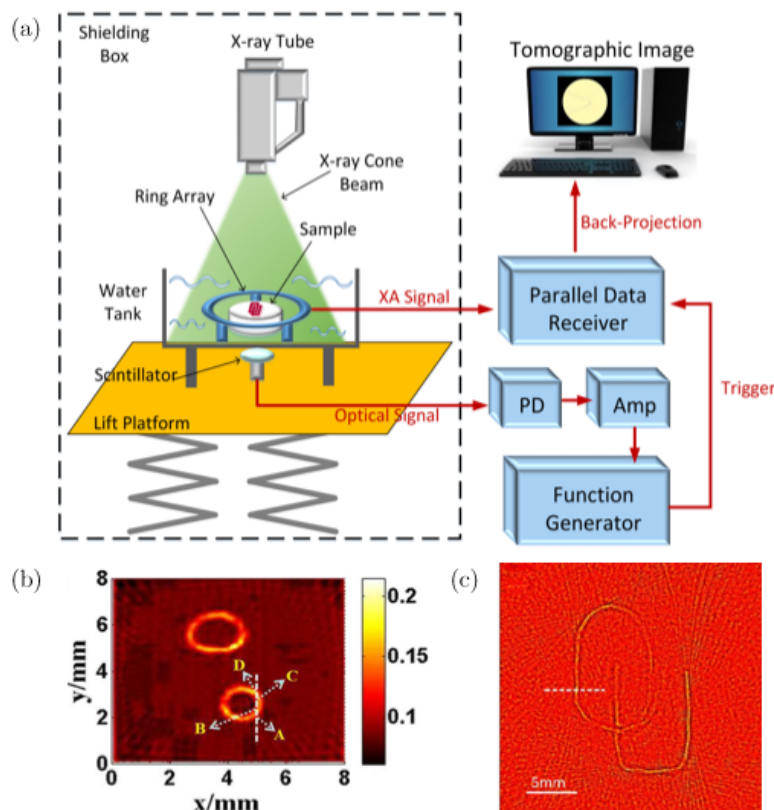 (a)
Shielding
Box
X-ray Tube
Tomographic Image
X-ray Cone
Beam
Ring Array
Sample
Back-Projection
Water
Tank
XA Signal
Parallel Data
Receiver
Scintillator
Optical Signal
PD
Amp
Trigger
Lift Platform
Function
Generator
(b)
8
6
4
2
0
y/mm
D
C
B
A
0
2
4
6
8
x/mm
0.2
0.15
0.1
(c)
5mm